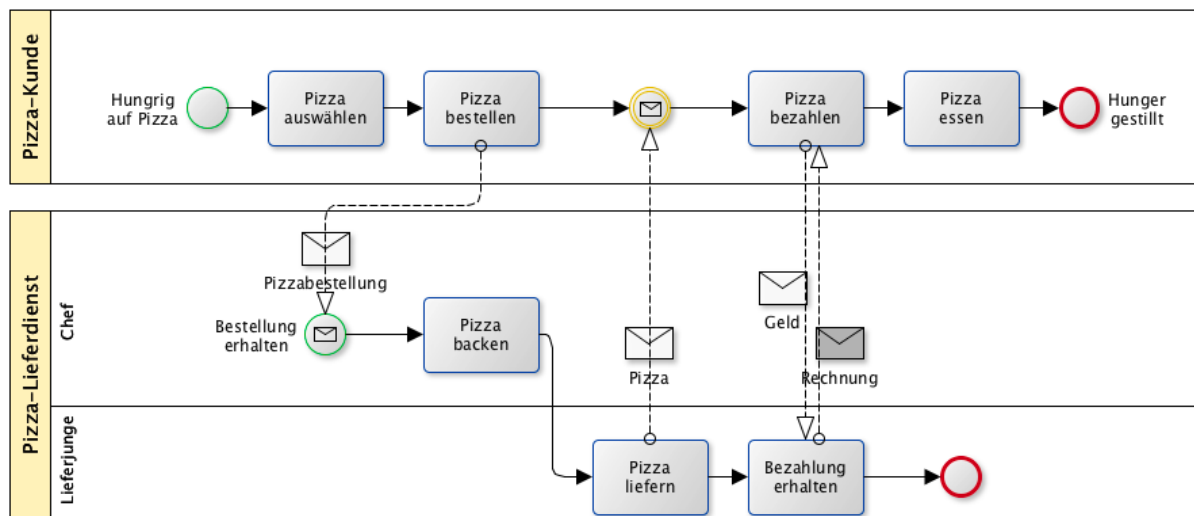 Pizza-Kunde
Hungrig
auf Pizza
Pizza
auswählen
Pizza
bestellen
Pizza
bezahlen
Pizza
essen
Hunger
gestillt
Pizza-Lieferdienst
Chef
Pizzabestellung
Bestellung
erhalten
Pizza
backen
Geld
Pizza
Rechnung
Lieferjunge
Pizza
liefern
Bezahlung
erhalten